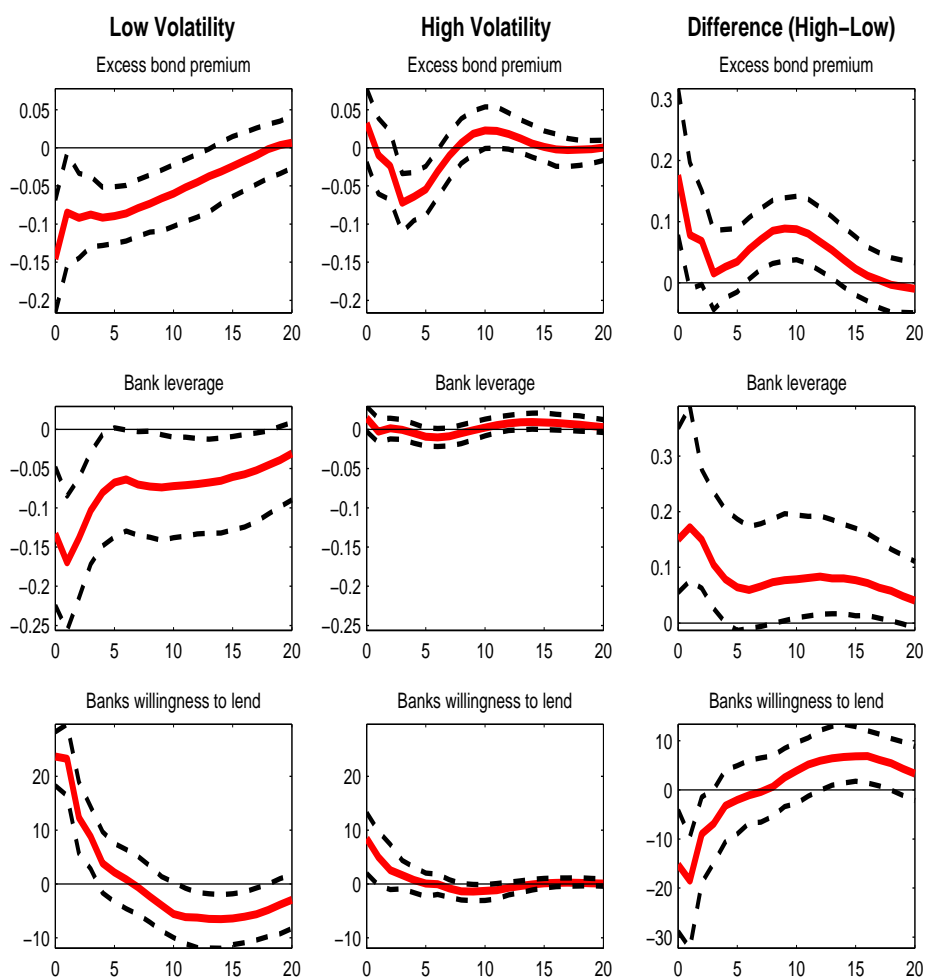 Low Volatility High Volatility Difference (High−Low)
Excess bond premium Excess bond premium Excess bond premium
0.05 0.05 0.3
0 0 0.2
−0.05 −0.05
−0.1 −0.1 0.1
−0.15 −0.15
−0.2 −0.2 0
0 5 10 15 20 0 5 10 15 20 0 5 10 15 20
Bank leverage Bank leverage Bank leverage
0 0 0.3
−0.05 −0.05
−0.1 −0.1 0.2
−0.15 −0.15 0.1
−0.2 −0.2
−0.25 −0.25 0
0 5 10 15 20 0 5 10 15 20 0 5 10 15 20
Banks willingness to lend Banks willingness to lend Banks willingness to lend
20 20 10
10 10 0
−10
0 0 −20
−10 −10 −30
0 5 10 15 20 0 5 10 15 20 0 5 10 15 20